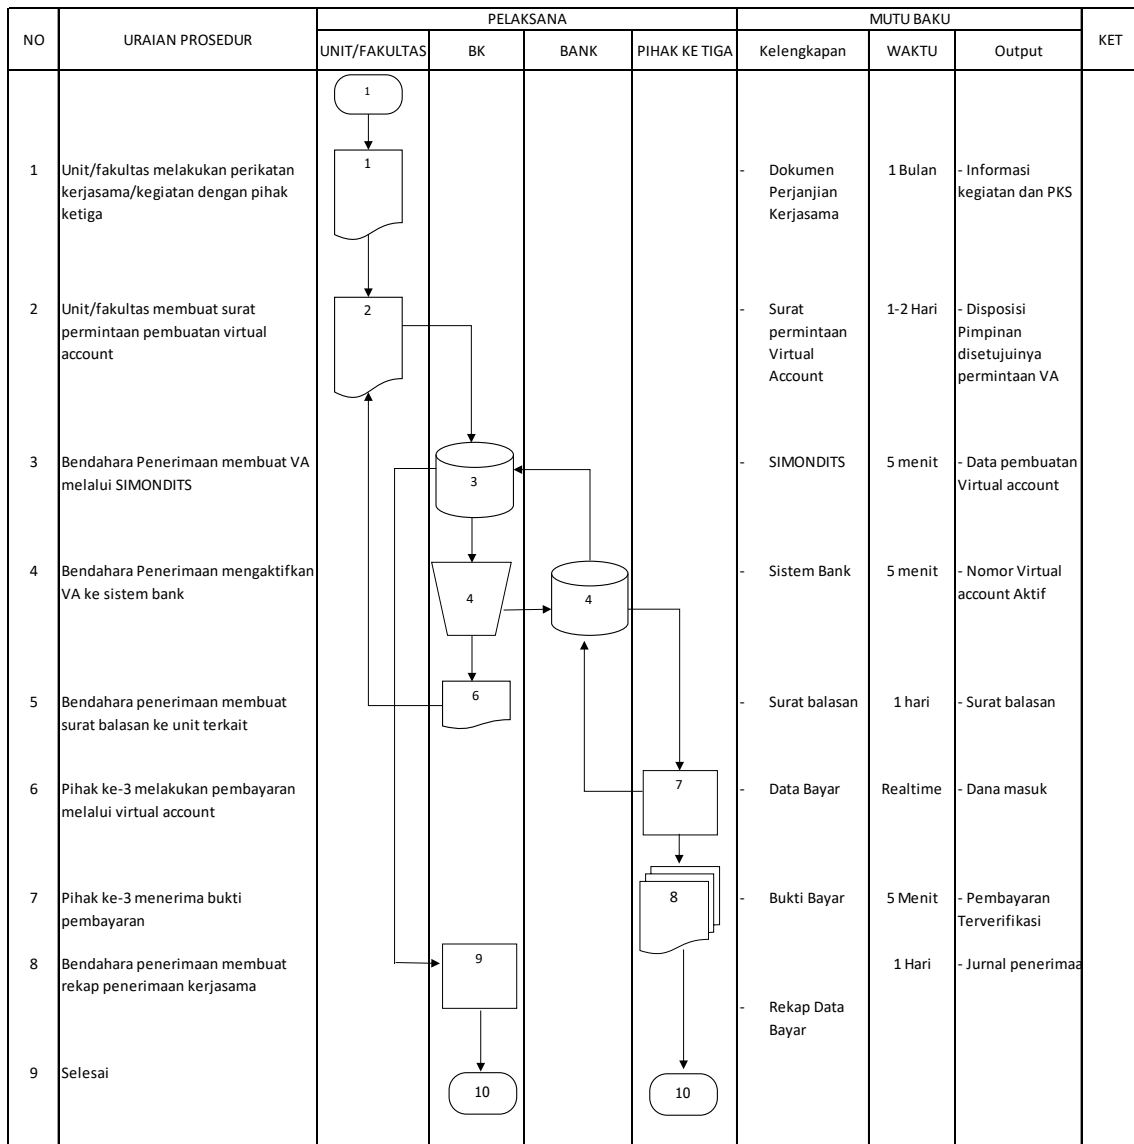 NO
URAIAN PROSEDUR
PELAKSANA
MUTU BAKU
KET
UNIT/FAKULTAS
BK
BANK
PIHAK KE TIGA
Kelengkapan
WAKTU
Output
1
1
Unit/fakultas melakukan perikatan
kerjasama/kegiatan dengan pihak
ketiga
1
- Dokumen
Perjanjian
Kerjasama
1 Bulan
- Informasi
kegiatan dan PKS
2
Unit/fakultas membuat surat
permintaan pembuatan virtual
account
2
- Surat
permintaan
Virtual
Account
1-2 Hari
- Disposisi
Pimpinan
disetujuinya
permintaan VA
3
Bendahara Penerimaan membuat VA
melalui SIMONDITS
3
- SIMONDITS
5 menit
- Data pembuatan
Virtual account
4
Bendahara Penerimaan mengaktifkan
VA ke sistem bank
4
4
- Sistem Bank
5 menit
- Nomor Virtual
account Aktif
5
Bendahara penerimaan membuat
surat balasan ke unit terkait
6
- Surat balasan
1 hari
- Surat balasan
6
Pihak ke-3 melakukan pembayaran
melalui virtual account
7
- Data Bayar
Realtime
- Dana masuk
7
Pihak ke-3 menerima bukti
pembayaran
8
- Bukti Bayar
5 Menit
- Pembayaran
Terverifikasi
8
Bendahara penerimaan membuat
rekap penerimaan kerjasama
9
1 Hari
- Jurnal penerimaa
- Rekap Data
Bayar
9
Selesai
10
10